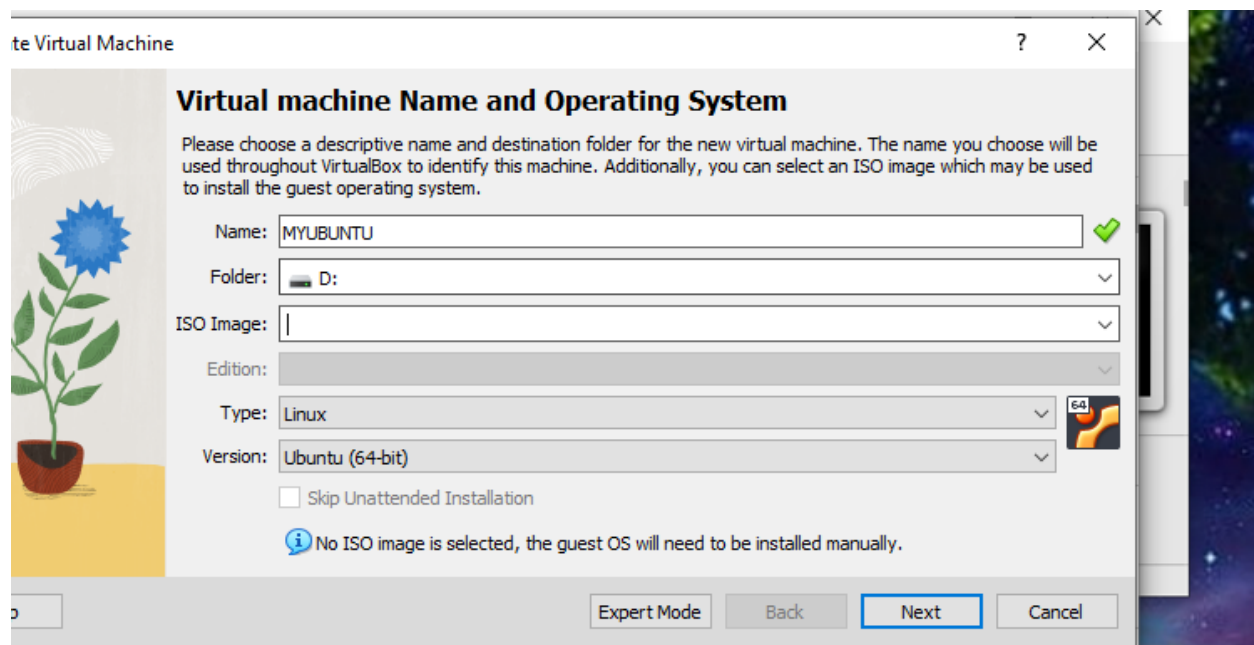 te Virtual Machine
?
Virtual machine Name and Operating System
Please choose a descriptive name and destination folder for the new virtual machine. The name you choose will be
used throughout VirtualBox to identify this machine. Additionally, you can select an ISO image which may be used
to install the guest operating system.
Name: MYUBUNTU
Folder: D:
ISO Image:
Edition:
Type: Linux
64
Version: Ubuntu (64-bit)
Skip Unattended Installation
No ISO image is selected, the guest OS will need to be installed manually.
Expert Mode Back Next Cancel